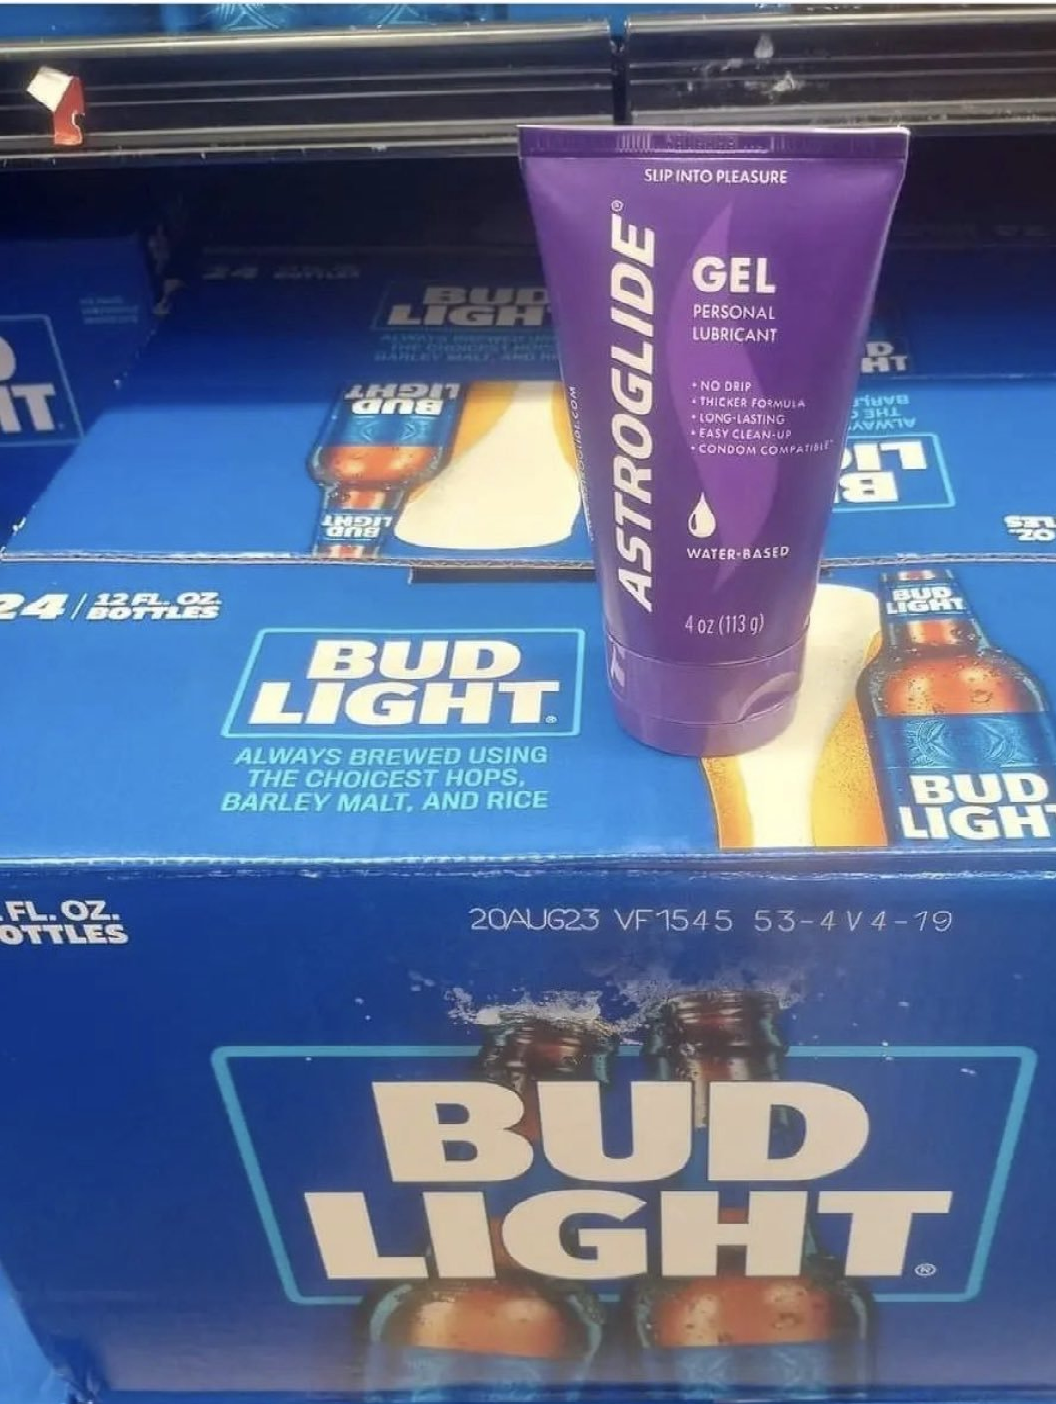 SLIP INTO PLEASURE
ASTROGLIDE®
GEL
PERSONAL
LUBRICANT
• NO DRIP
• THICKER FORMULA
• LONG-LASTING
• EASY CLEAN-UP
• CONDOM COMPATIBLE
WATER-BASED
4 oz (113 g)
BUD
LIGHT
BUD
LIGHT
BUD
LIGHT
24 / 12 FL. OZ.
BOTTLES
BUD
LIGHT®
ALWAYS BREWED USING
THE CHOICEST HOPS,
BARLEY MALT, AND RICE
BUD
LIGHT
BUD
LIGHT
FL. OZ.
OTTLES
20AUG23 VF1545 53-4V4-19
BUD
LIGHT®